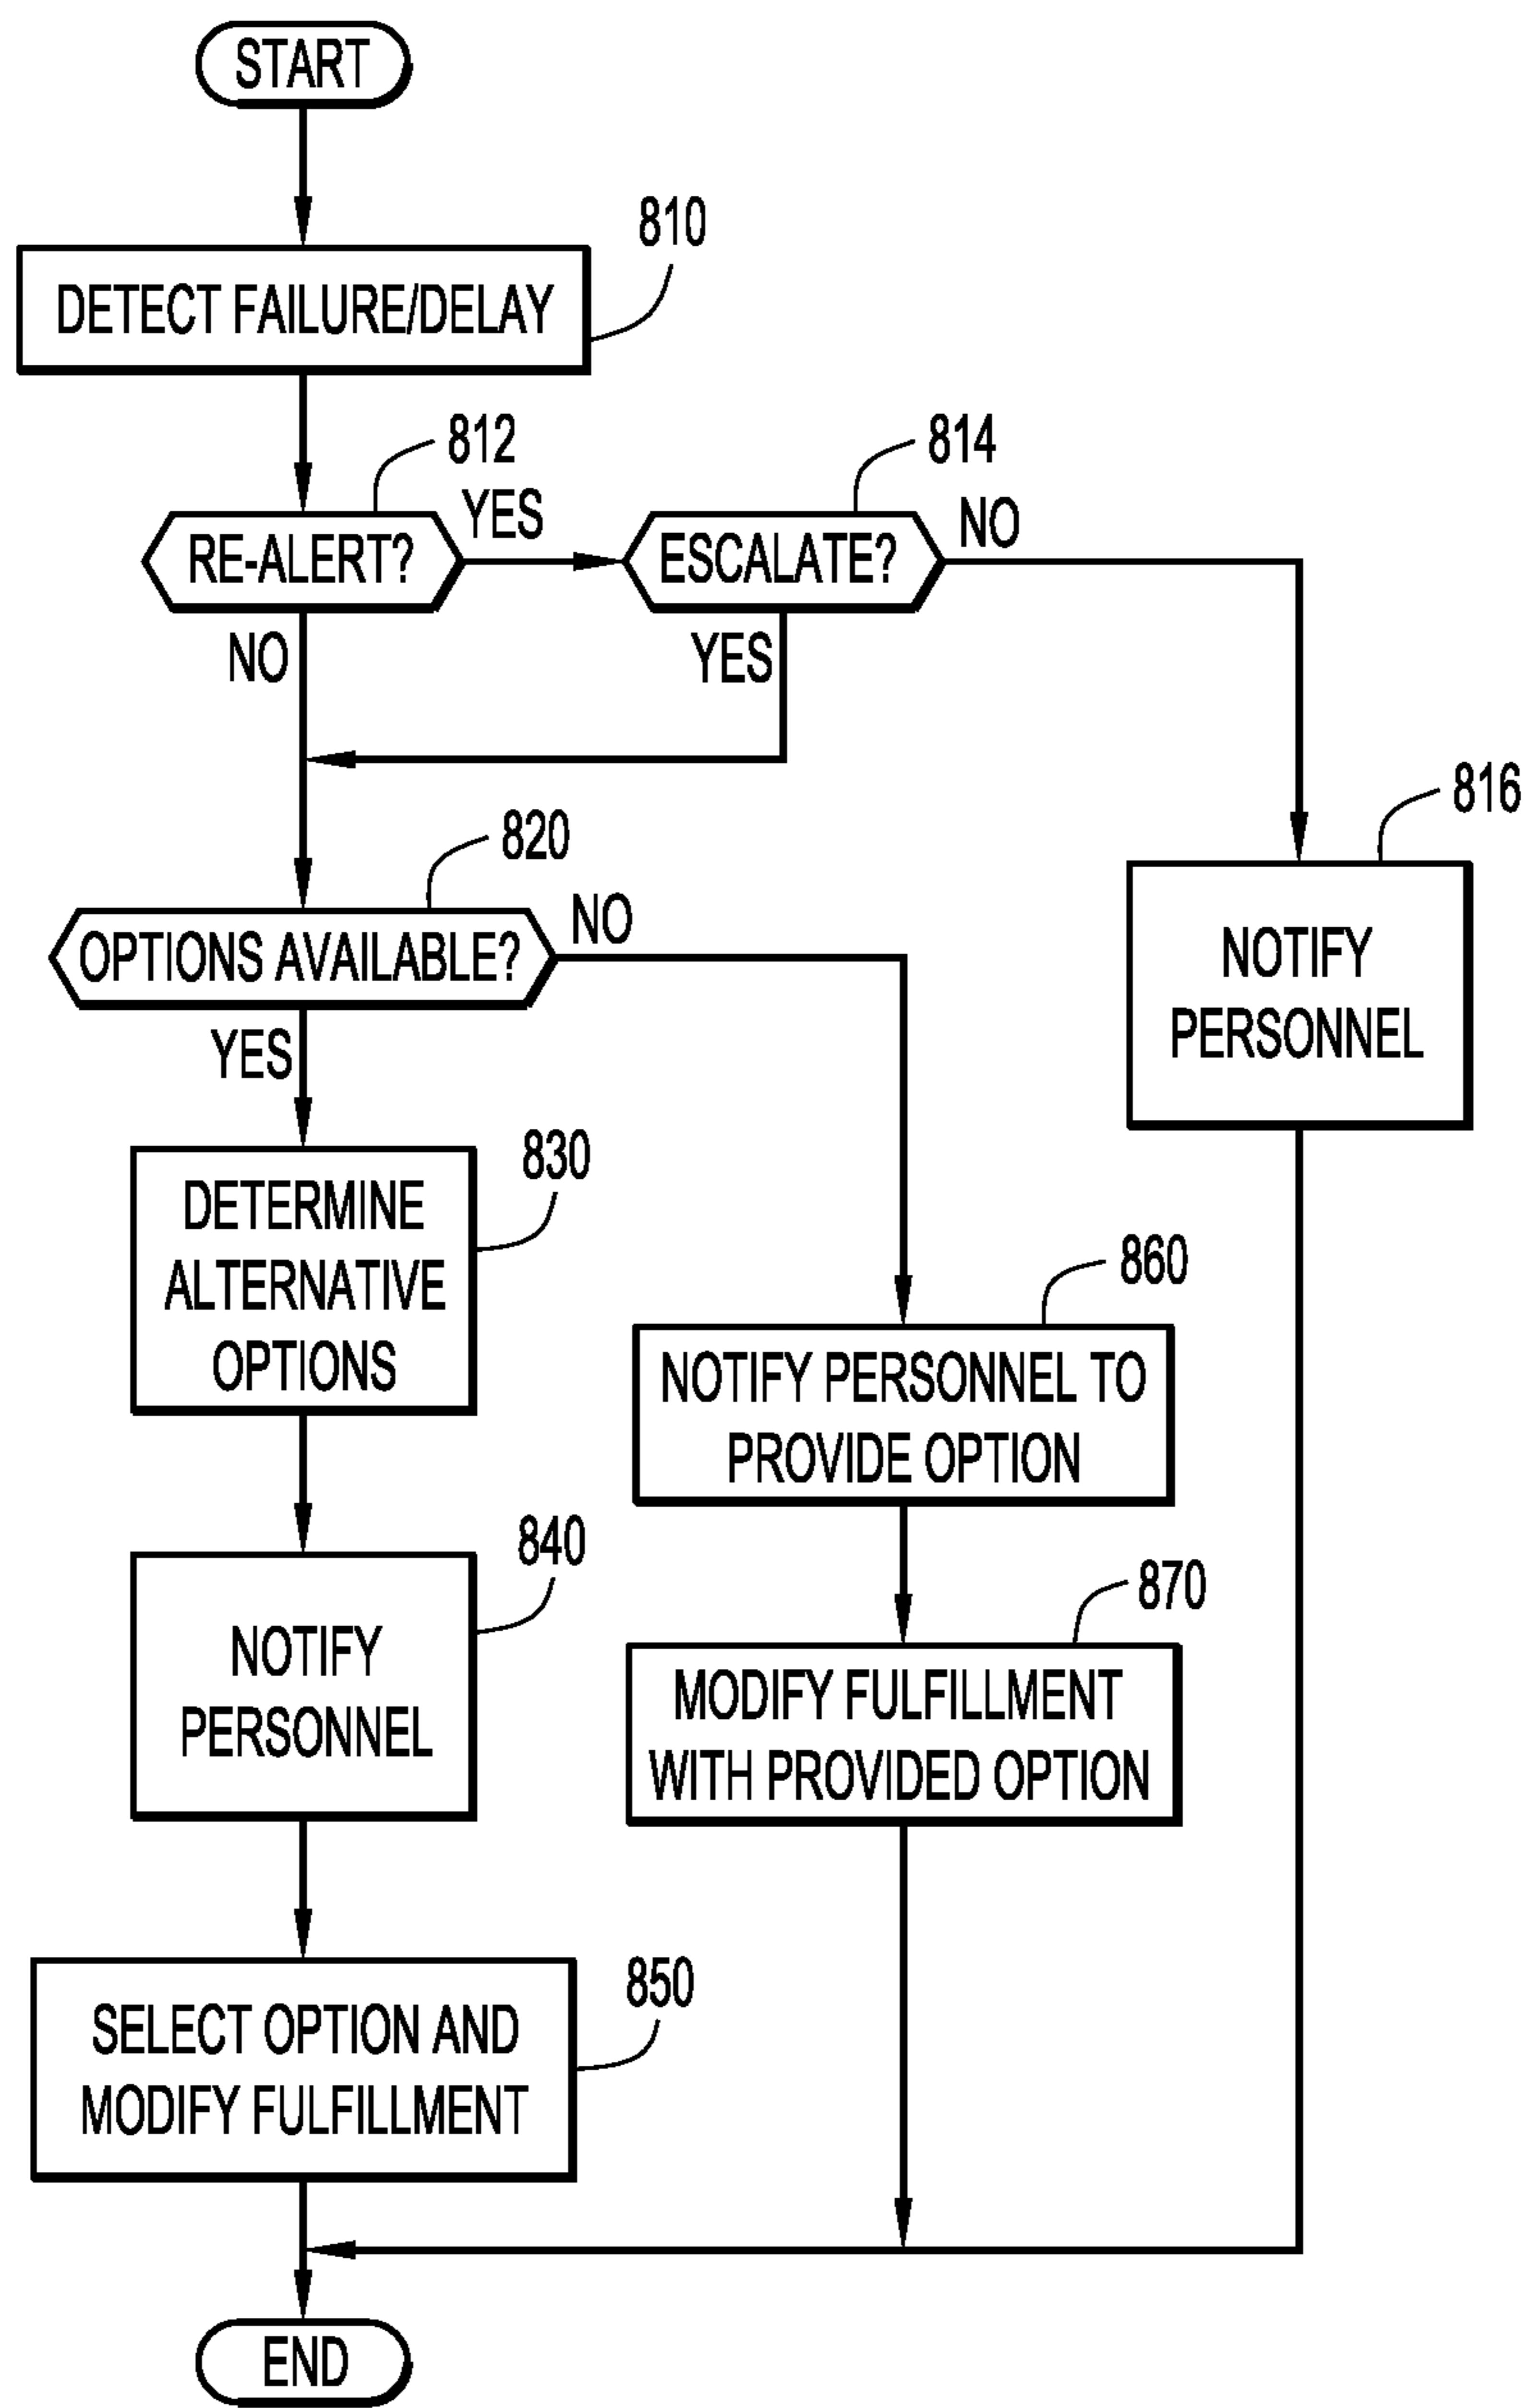 START
810
DETECT FAILURE/DELAY
812
814
YES
NO
RE-ALERT?
ESCALATE?
NO
YES
816
820
NO
OPTIONS AVAILABLE?
NOTIFY
PERSONNEL
YES
830
DETERMINE
ALTERNATIVE
OPTIONS
860
NOTIFY PERSONNEL TO
PROVIDE OPTION
840
NOTIFY
PERSONNEL
870
MODIFY FULFILLMENT
WITH PROVIDED OPTION
850
SELECT OPTION AND
MODIFY FULFILLMENT
END